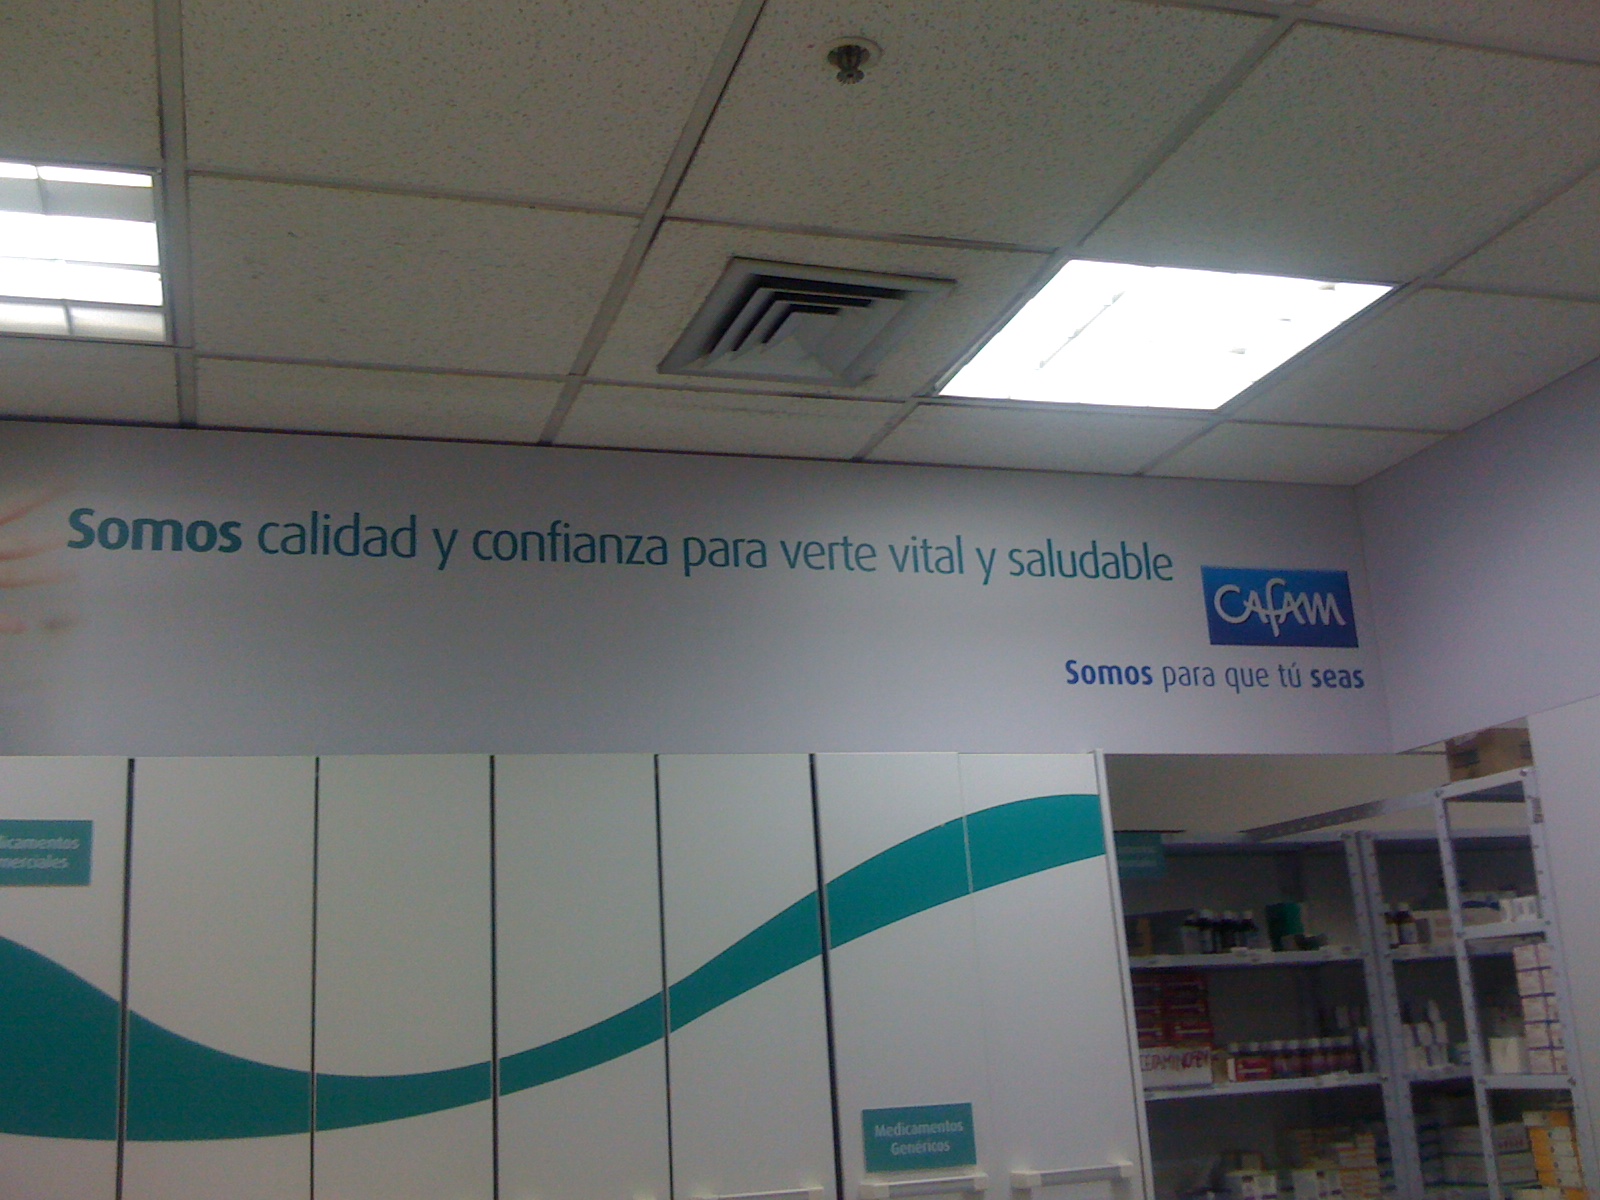 Somos calidad y confianza para verte vital y saludable
CAFAM
Somos para que tú seas
Medicamentos
Genéricos